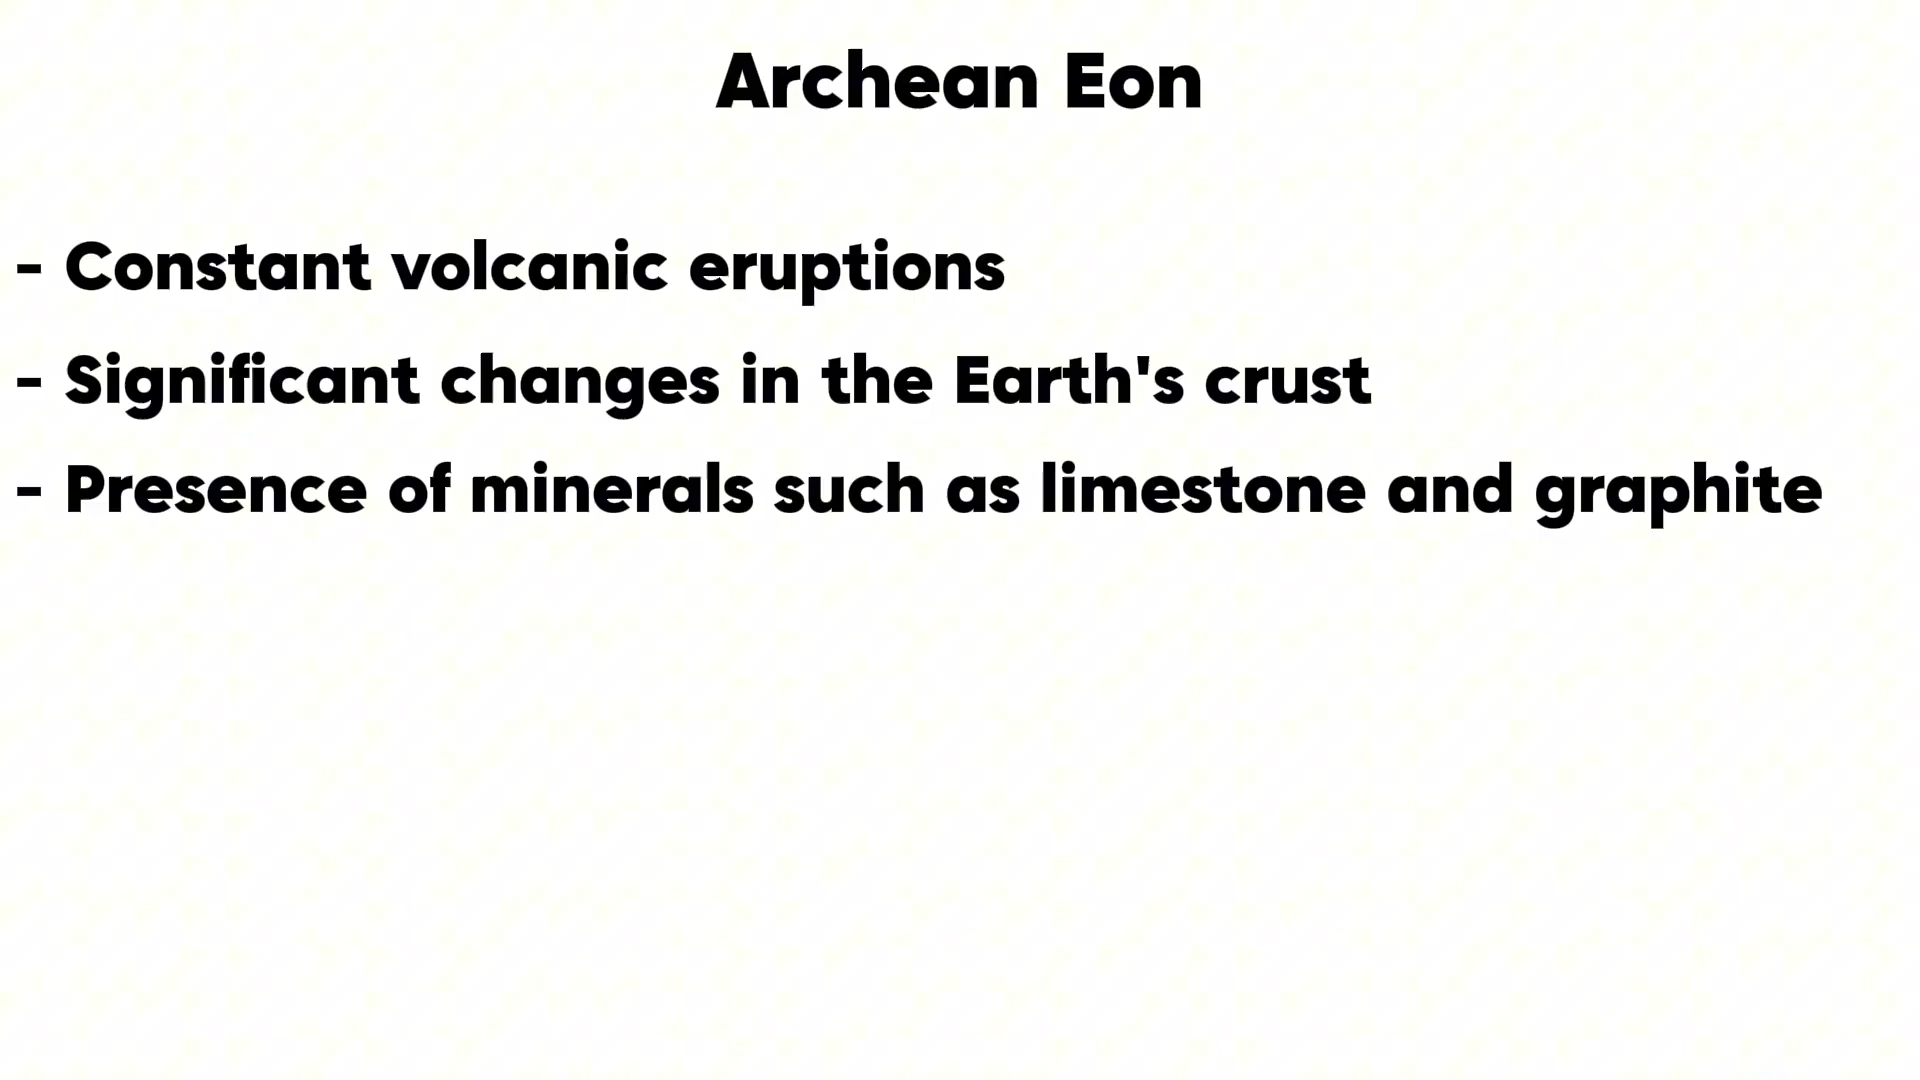 Archean Eon
- Constant volcanic eruptions
- Significant changes in the Earth's crust
- Presence of minerals such as limestone and graphite